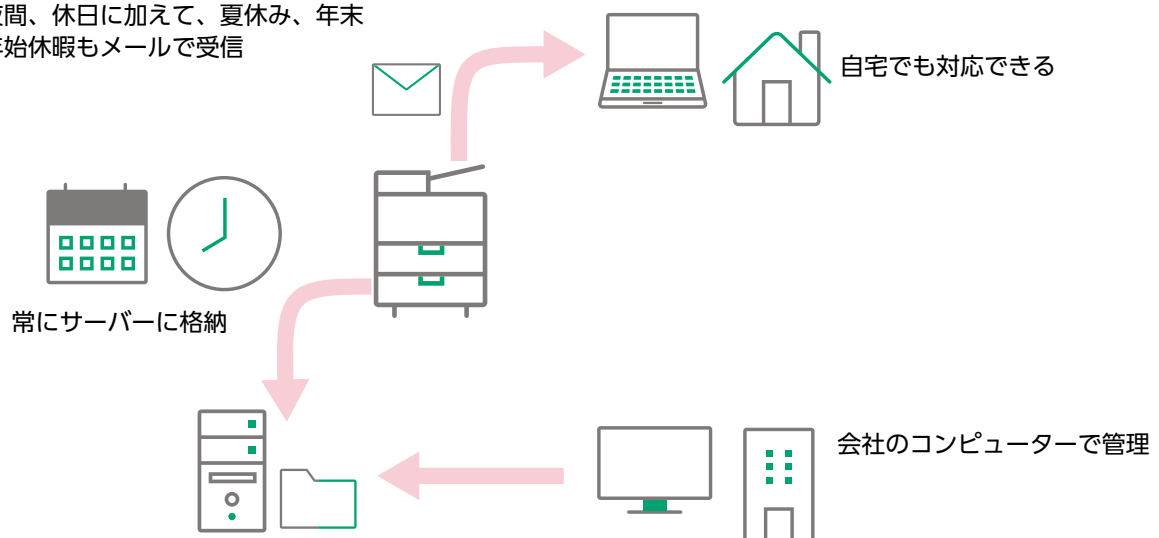 間、休日に加えて、夏休み、年末
始休暇もメールで受信
自宅でも対応できる
常にサーバーに格納
会社のコンピューターで管理